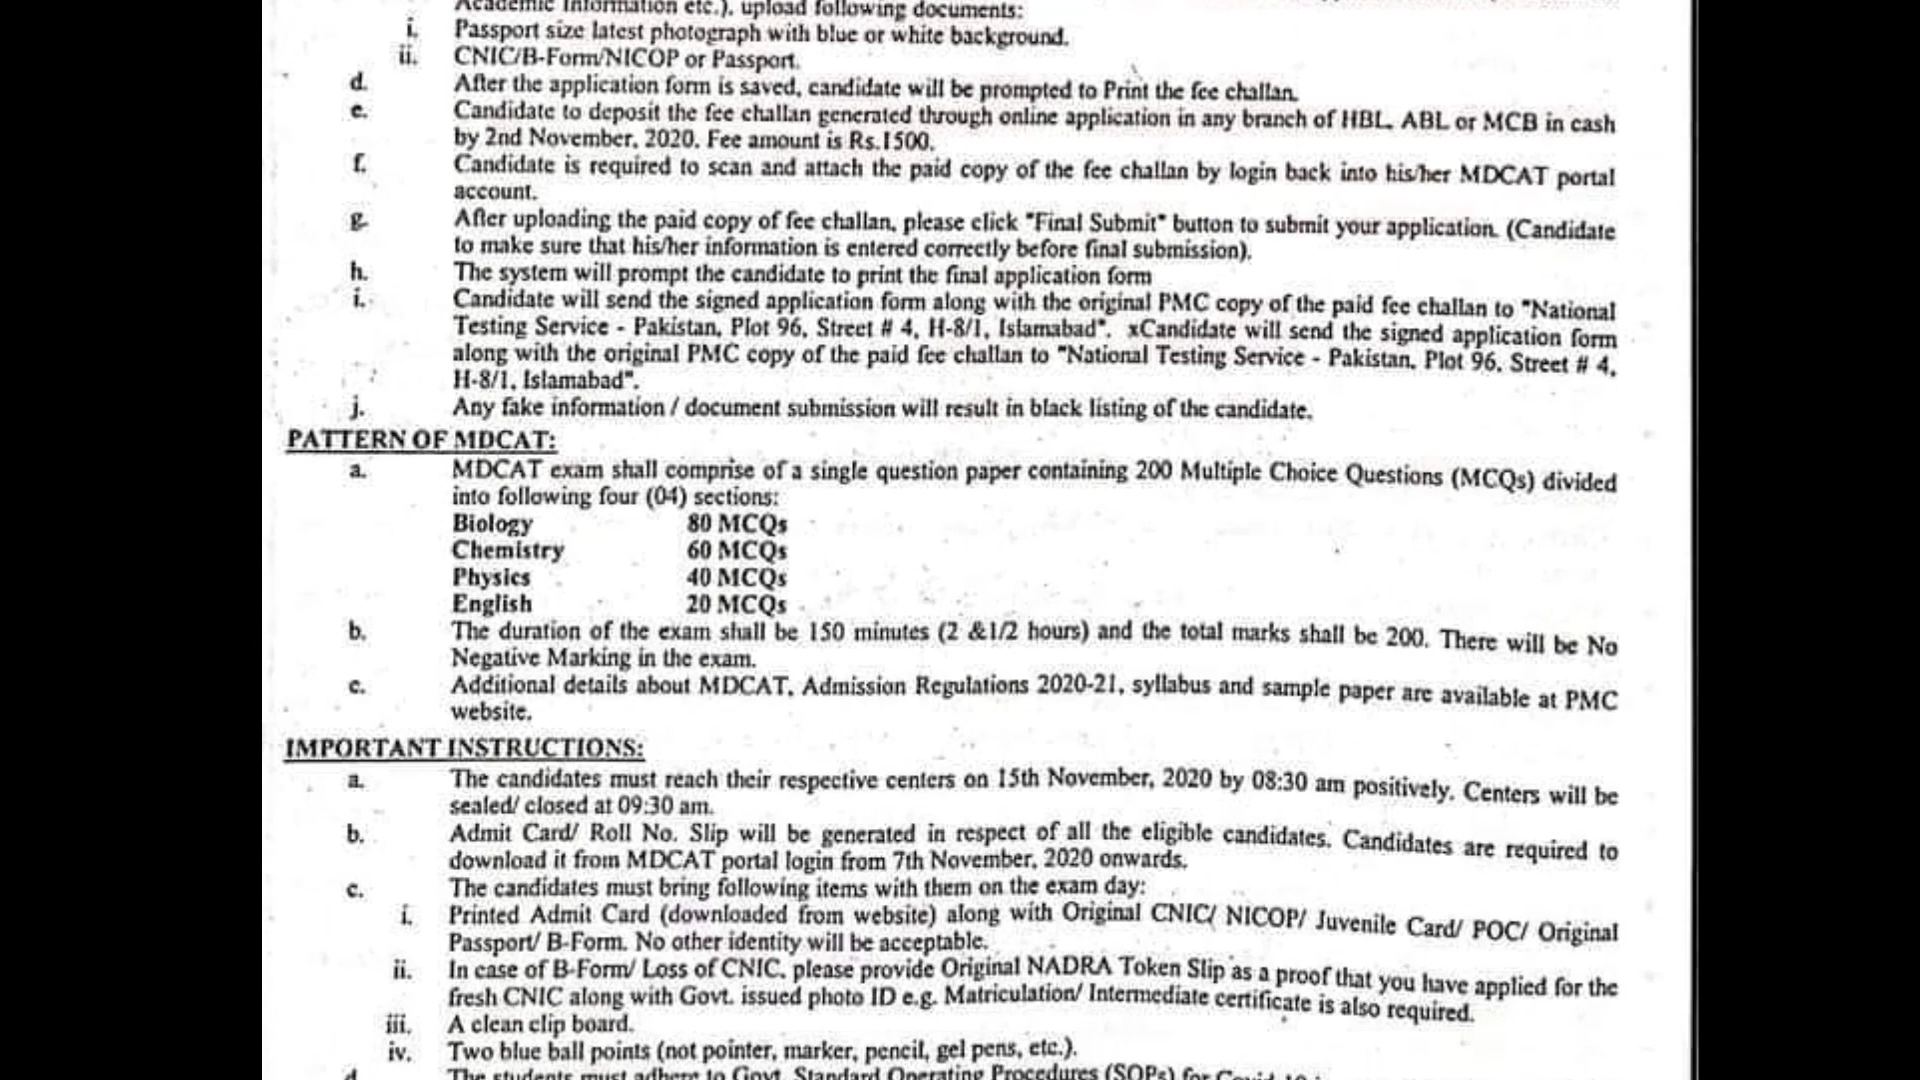 Academic Information etc.), upload following documents:
i. Passport size latest photograph with blue or white background.
ii. CNIC/B-Form/NICOP or Passport.
d. After the application form is saved, candidate will be prompted to Print the fee challan.
e. Candidate to deposit the fee challan generated through online application in any branch of HBL, ABL or MCB in cash
by 2nd November, 2020. Fee amount is Rs.1500.
f. Candidate is required to scan and attach the paid copy of the fee challan by login back into his/her MDCAT portal
account.
g. After uploading the paid copy of fee challan, please click "Final Submit" button to submit your application. (Candidate
to make sure that his/her information is entered correctly before final submission).
h. The system will prompt the candidate to print the final application form
i. Candidate will send the signed application form along with the original PMC copy of the paid fee challan to "National
Testing Service - Pakistan, Plot 96, Street # 4, H-8/1, Islamabad". xCandidate will send the signed application form
along with the original PMC copy of the paid fee challan to "National Testing Service - Pakistan, Plot 96, Street # 4,
H-8/1, Islamabad".
j. Any fake information / document submission will result in black listing of the candidate.
PATTERN OF MDCAT:
a. MDCAT exam shall comprise of a single question paper containing 200 Multiple Choice Questions (MCQs) divided
into following four (04) sections:
Biology 80 MCQs
Chemistry 60 MCQs
Physics 40 MCQs
English 20 MCQs
b. The duration of the exam shall be 150 minutes (2 &1/2 hours) and the total marks shall be 200. There will be No
Negative Marking in the exam.
c. Additional details about MDCAT, Admission Regulations 2020-21, syllabus and sample paper are available at PMC
website.
IMPORTANT INSTRUCTIONS:
a. The candidates must reach their respective centers on 15th November, 2020 by 08:30 am positively. Centers will be
sealed/ closed at 09:30 am.
b. Admit Card/ Roll No. Slip will be generated in respect of all the eligible candidates. Candidates are required to
download it from MDCAT portal login from 7th November, 2020 onwards.
c. The candidates must bring following items with them on the exam day:
i. Printed Admit Card (downloaded from website) along with Original CNIC/ NICOP/ Juvenile Card/ POC/ Original
Passport/ B-Form. No other identity will be acceptable.
ii. In case of B-Form/ Loss of CNIC, please provide Original NADRA Token Slip as a proof that you have applied for the
fresh CNIC along with Govt. issued photo ID e.g. Matriculation/ Intermediate certificate is also required.
iii. A clean clip board.
iv. Two blue ball points (not pointer, marker, pencil, gel pens, etc.).
d. The students must adhere to Govt. Standard Operating Procedures (SOPs) for